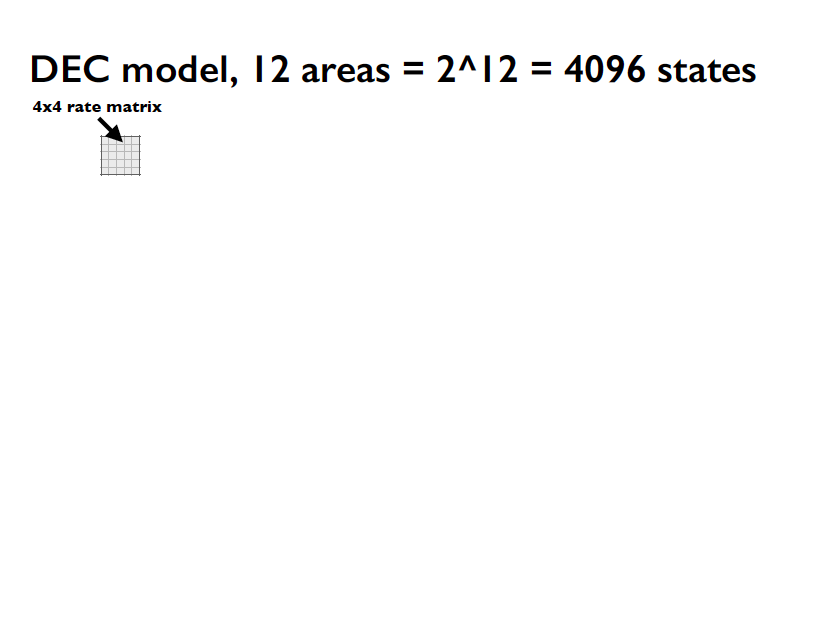 DEC model, 12 areas = 2^12 = 4096 states
4x4 rate matrix